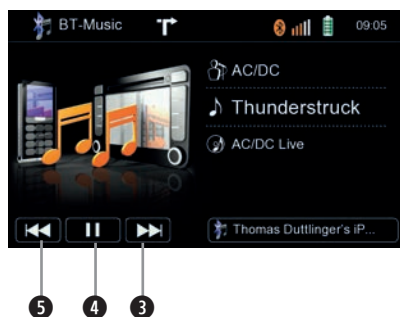 BT-Music 09:05
AC/DC
Thunderstruck
AC/DC Live
Thomas Duttlinger's iP...
5 4 3